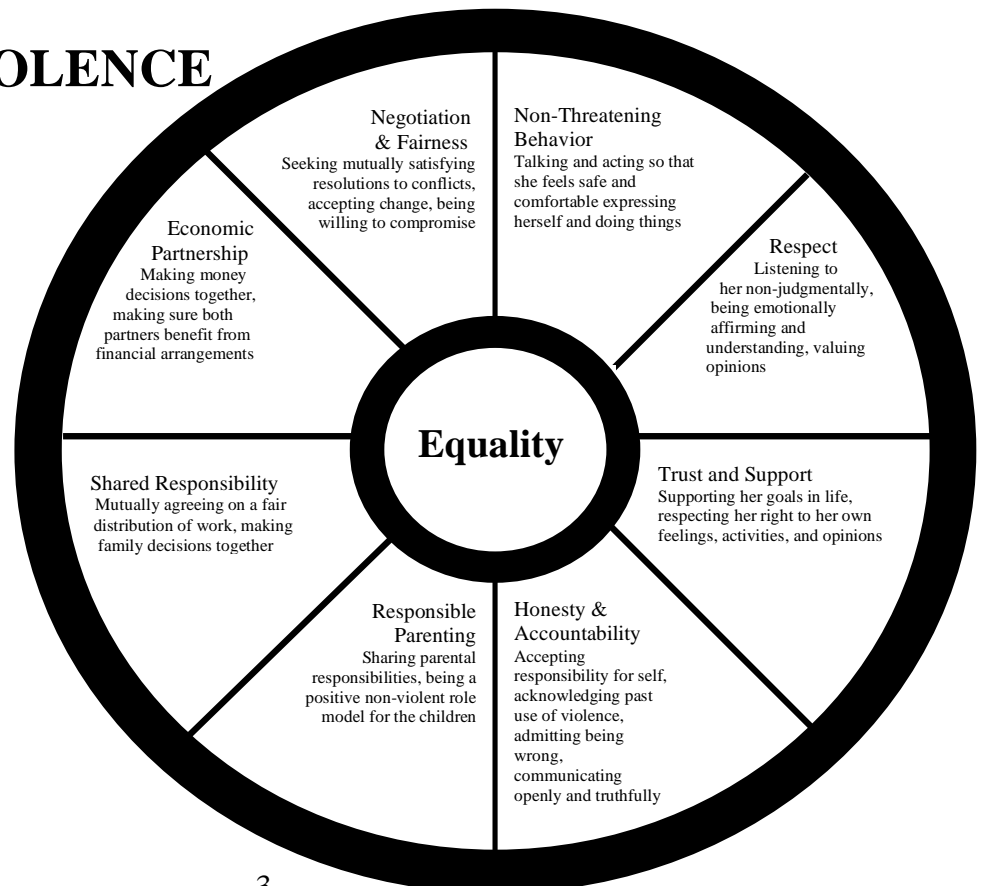 OLENCE
Negotiation
& Fairness
Seeking mutually satisfying
resolutions to conflicts,
accepting change, being
willing to compromise
Non-Threatening
Behavior
Talking and acting so that
she feels safe and
comfortable expressing
herself and doing things
Economic
Partnership
Making money
decisions together,
making sure both
partners benefit from
financial arrangements
Respect
Listening to
her non-judgmentally,
being emotionally
affirming and
understanding, valuing
opinions
Equality
Shared Responsibility
Mutually agreeing on a fair
distribution of work, making
family decisions together
Trust and Support
Supporting her goals in life,
respecting her right to her own
feelings, activities, and opinions
Responsible
Parenting
Sharing parental
responsibilities, being a
positive non-violent role
model for the children
Honesty &
Accountability
Accepting
responsibility for self,
acknowledging past
use of violence,
admitting being
wrong,
communicating
openly and truthfully
3